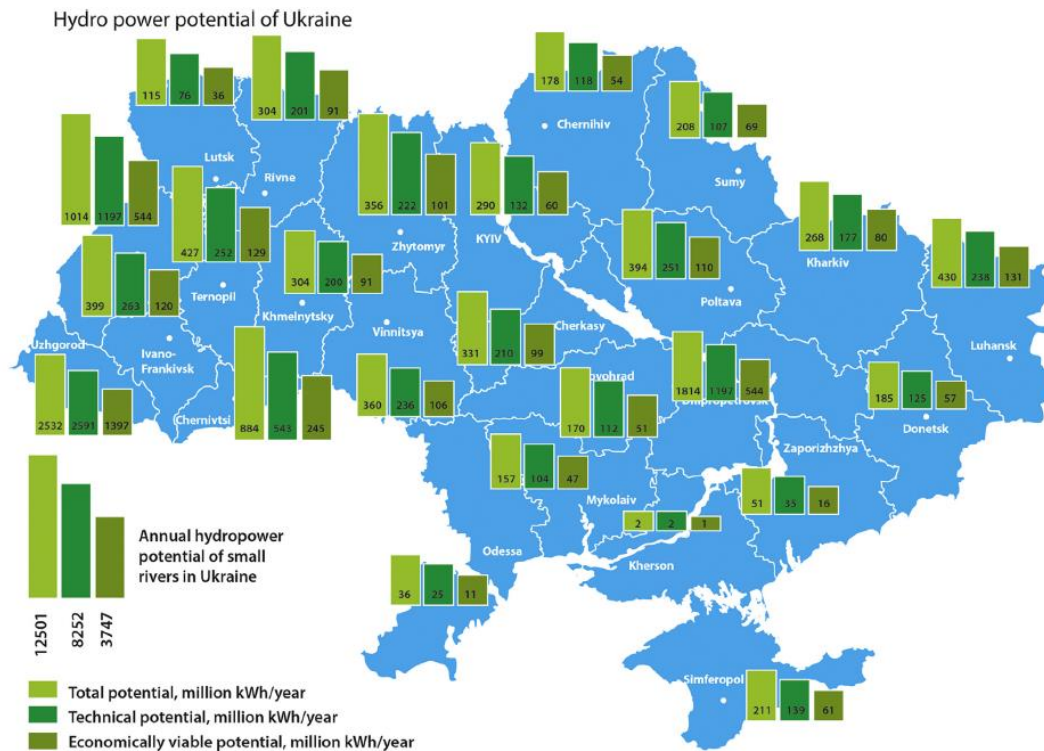 Hydro power potential of Ukraine
115 76 36
304 201 91
178 118 54
208 107 69
Chernihiv
Sumy
Lutsk
Rivne
1014 1197 544
427 252 129
356 222 101
290 132 60
Zhytomyr
KYIV
268 177 80
Kharkiv
430 238 131
399 263 120
Ternopil
304 200 91
Khmelnytsky
394 251 110
Poltava
Vinnitsya
331 210 99
Cherkasy
Luhansk
Uzhgorod
Ivano-
Frankivsk
2532 2591 1397
Chernivtsi
884 543 245
360 236 106
170 112 51
ovohrad
1814 1197 544
185 125 57
Donetsk
Zaporizhzhya
157 104 47
Mykolaiv
51 35 16
2 2 1
Kherson
Odessa
36 25 11
Simferopol
211 139 61
Annual hydropower
potential of small
rivers in Ukraine
12501 8252 3747
Total potential, million kWh/year
Technical potential, million kWh/year
Economically viable potential, million kWh/year